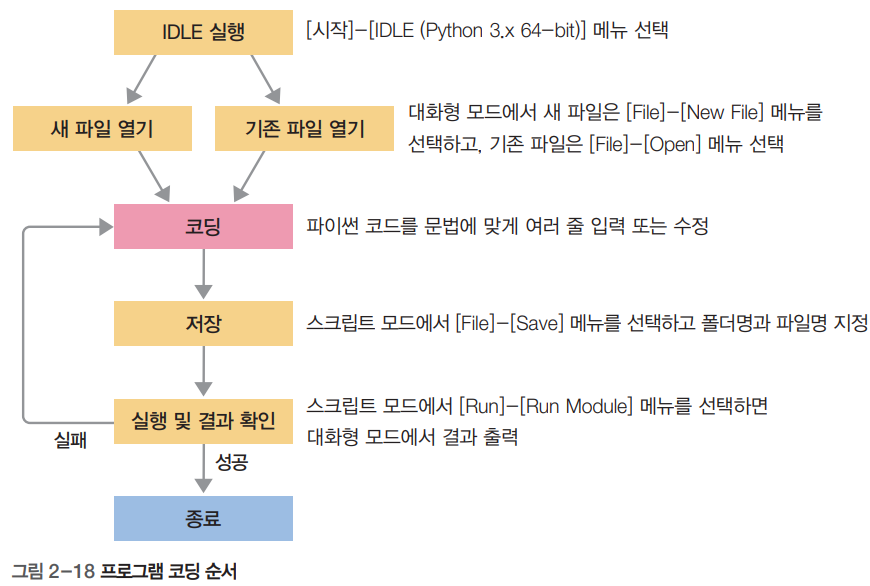 IDLE 실행
[시작]-[IDLE (Python 3.x 64-bit)] 메뉴 선택
새 파일 열기
기존 파일 열기
대화형 모드에서 새 파일은 [File]-[New File] 메뉴를
선택하고, 기존 파일은 [File]-[Open] 메뉴 선택
코딩
파이썬 코드를 문법에 맞게 여러 줄 입력 또는 수정
저장
스크립트 모드에서 [File]-[Save] 메뉴를 선택하고 폴더명과 파일명 지정
실행 및 결과 확인
스크립트 모드에서 [Run]-[Run Module] 메뉴를 선택하면
대화형 모드에서 결과 출력
실패
성공
종료
그림 2-18 프로그램 코딩 순서